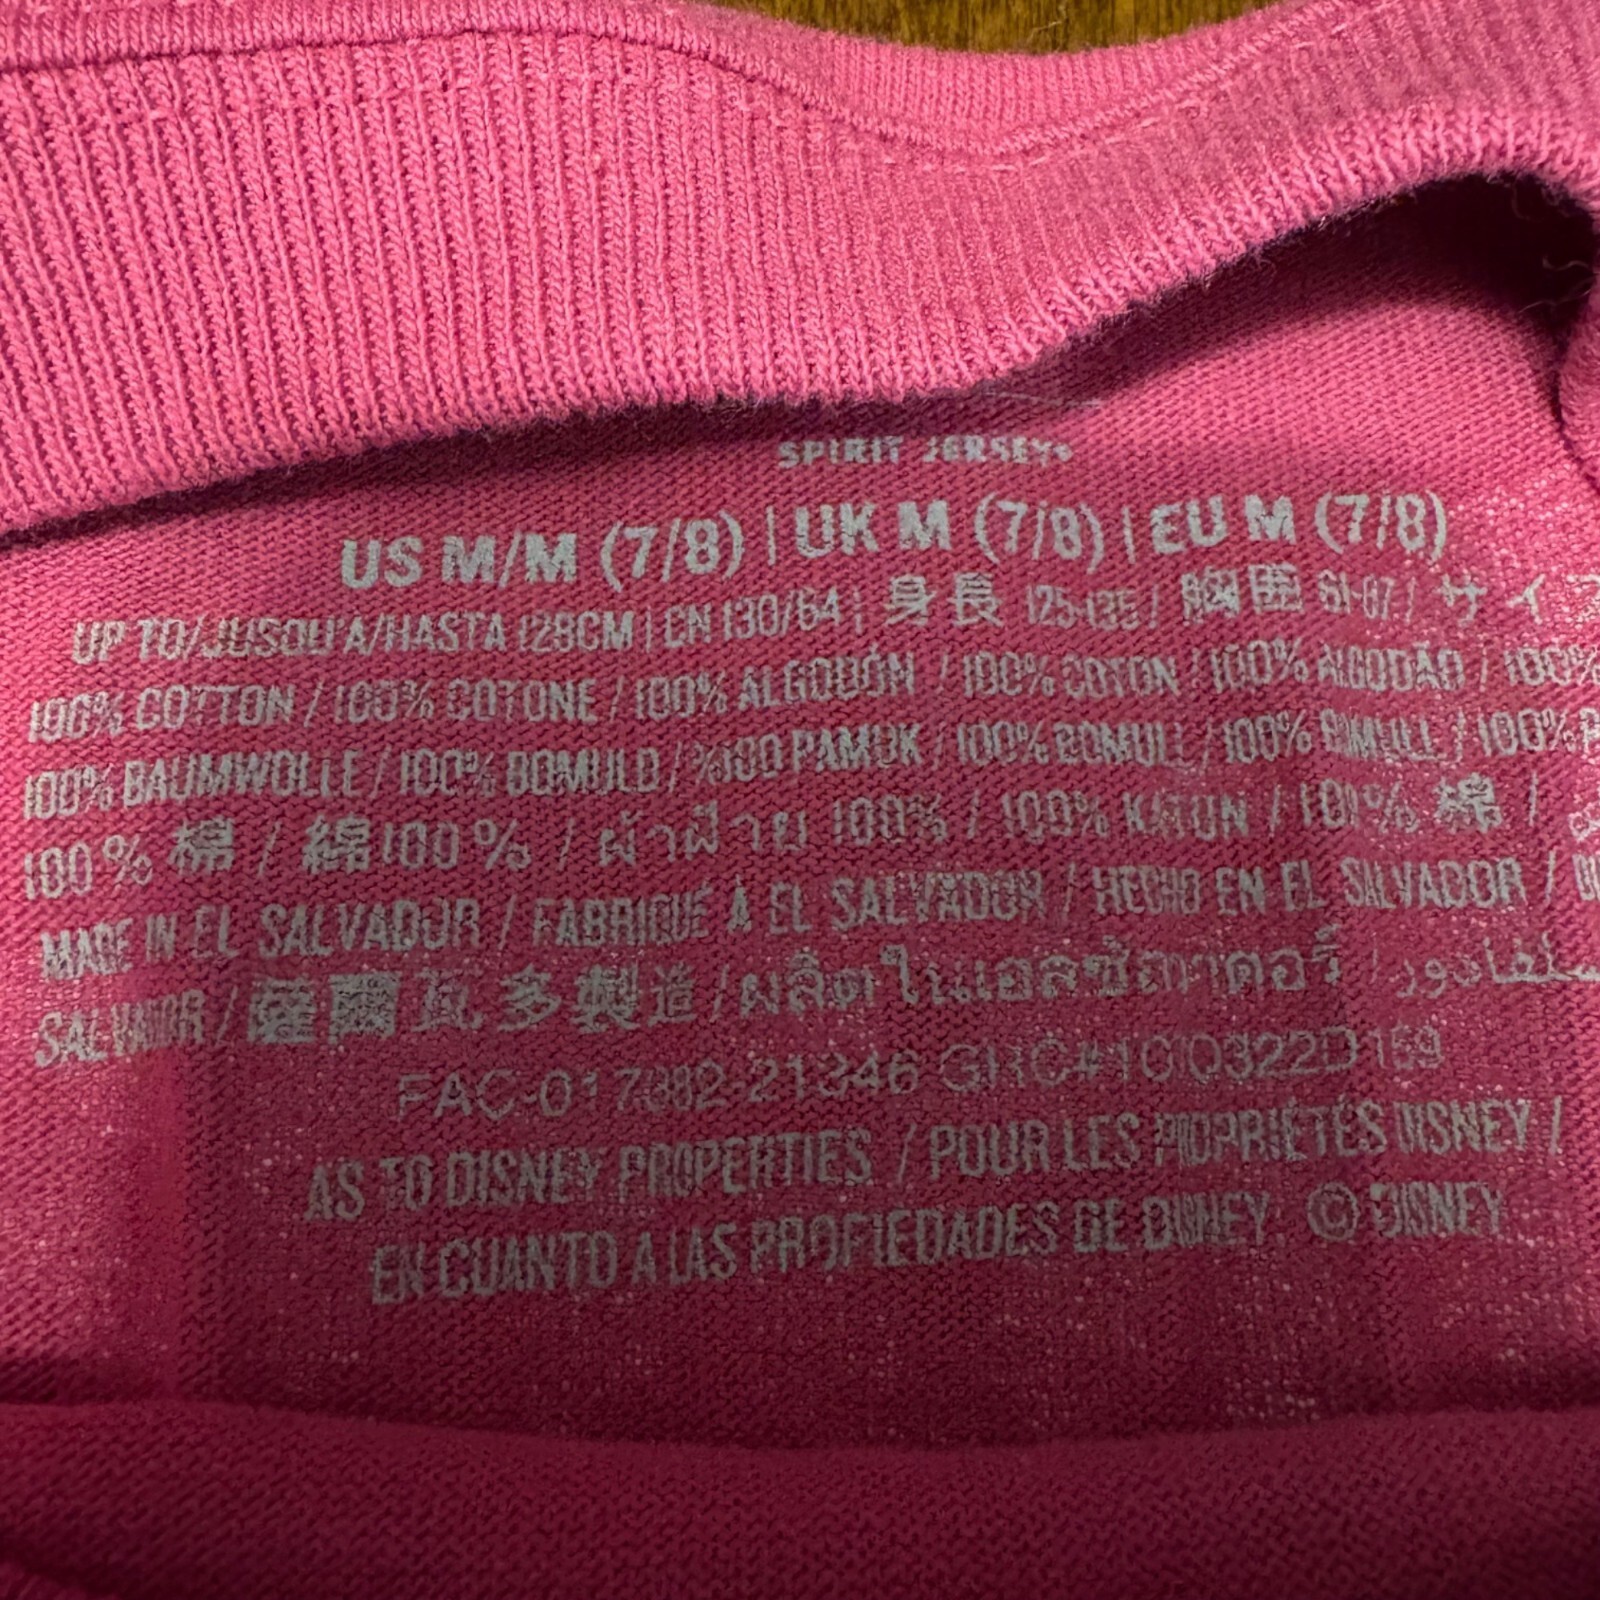 SPIRIT JERSEY®
US M/M (7/8) | UK M (7/8) | EU M (7/8)
UP TO/JUSQU'A/HASTA 128CM | CN 130/64 | 身長 125-135 / 胸囲 61-67 / サイ
100% COTTON / 100% COTONE / 100% ALGODÓN / 100% COTON / 100% ALGODÃO / 100%
100% BAUMWOLLE / 100% BOMULD / %100 PAMUK / 100% BOMULL / 100% BOMULL / 100%
100% 棉 / 綿100% / ผ้าฝ้าย 100% / 100% KATUN / 100% 棉 /
MADE IN EL SALVADOR / FABRIQUÉ À EL SALVADOR / HECHO EN EL SALVADOR /
SALVADOR / 薩爾瓦多製造 / ผลิตในเอลซัลวาดอร์ /
FAC-017382-21346 GHC#100322D159
AS TO DISNEY PROPERTIES / POUR LES PROPRIÉTÉS DISNEY /
EN CUANTO A LAS PROPIEDADES DE DISNEY © DISNEY